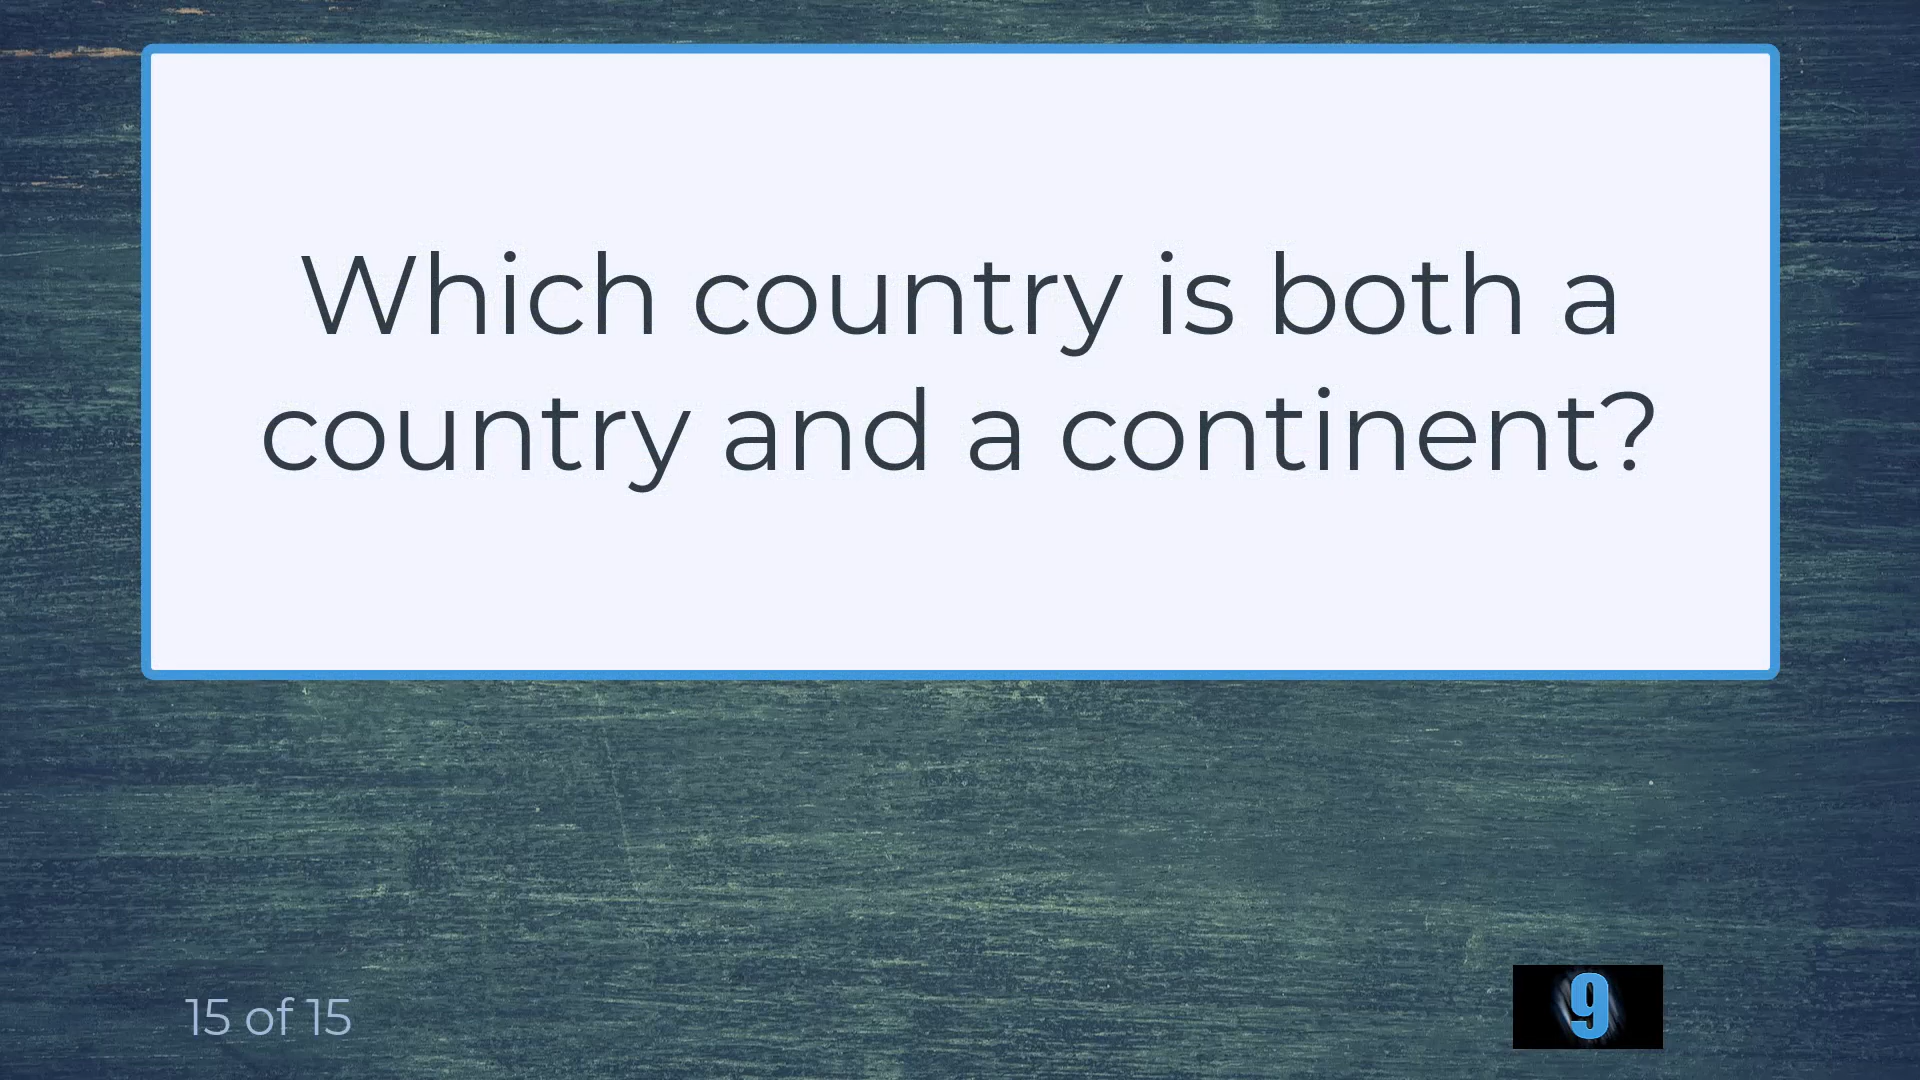 Which country is both a
country and a continent?
15 of 15
9